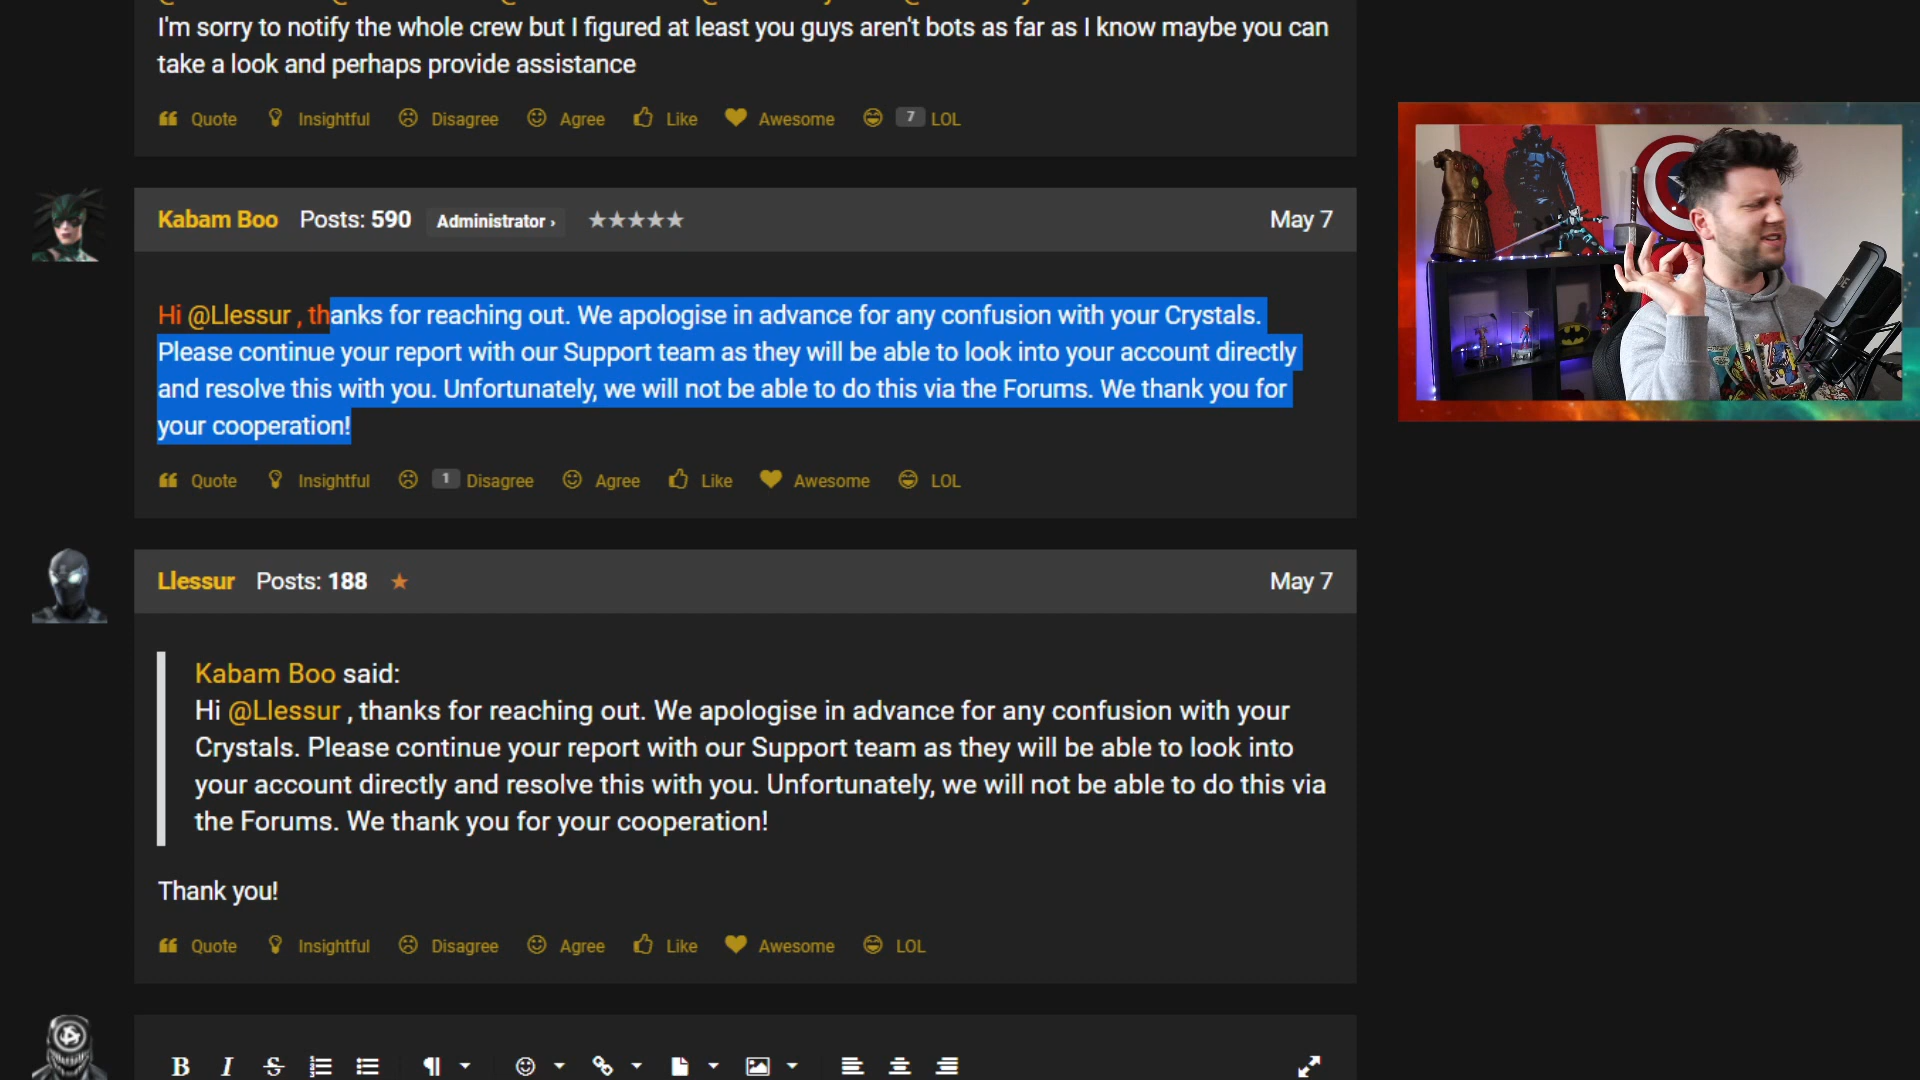 I'm sorry to notify the whole crew but I figured at least you guys aren't bots as far as I know maybe you can
take a look and perhaps provide assistance
Quote Insightful Disagree Agree Like Awesome 7 LOL
Kabam Boo Posts: 590 Administrator › ★★★★★ May 7
Hi @Llessur , thanks for reaching out. We apologise in advance for any confusion with your Crystals.
Please continue your report with our Support team as they will be able to look into your account directly
and resolve this with you. Unfortunately, we will not be able to do this via the Forums. We thank you for
your cooperation!
Quote Insightful 1 Disagree Agree Like Awesome LOL
Llessur Posts: 188 ★ May 7
Kabam Boo said:
Hi @Llessur , thanks for reaching out. We apologise in advance for any confusion with your
Crystals. Please continue your report with our Support team as they will be able to look into
your account directly and resolve this with you. Unfortunately, we will not be able to do this via
the Forums. We thank you for your cooperation!
Thank you!
Quote Insightful Disagree Agree Like Awesome LOL
B I S